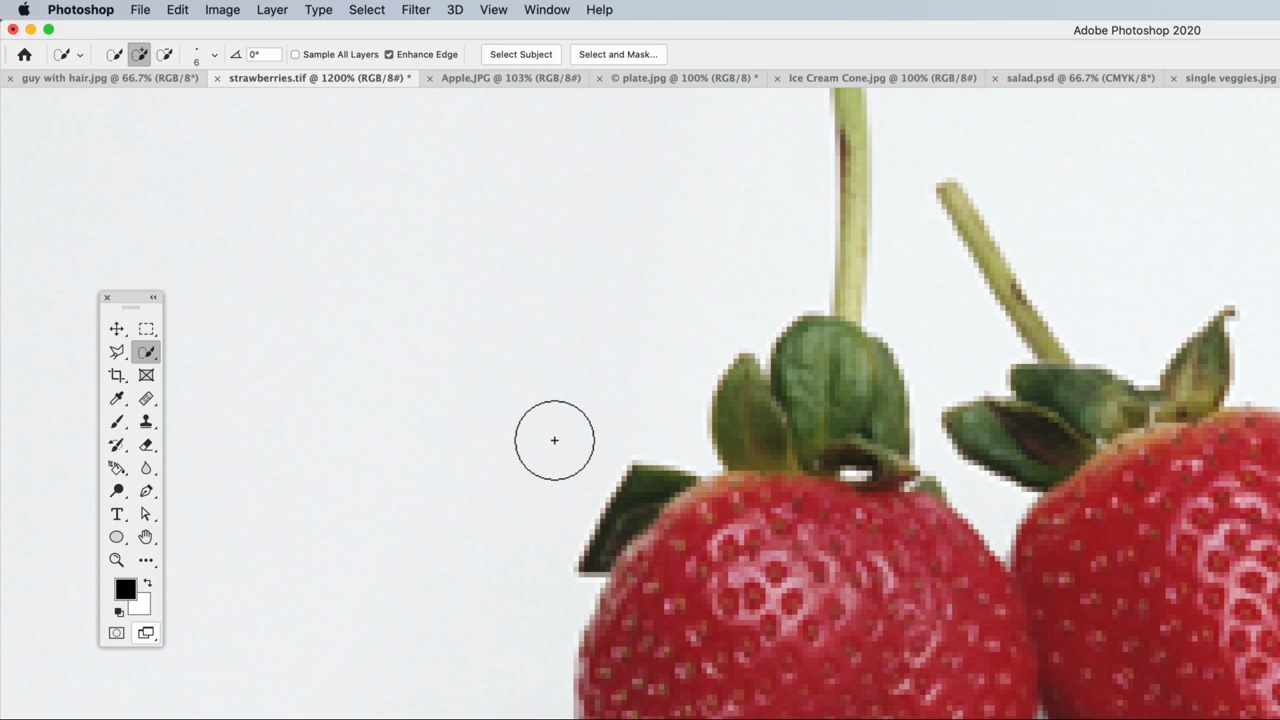 Photoshop File Edit Image Layer Type Select Filter 3D View Window Help
Adobe Photoshop 2020
6 0° Sample All Layers Enhance Edge Select Subject Select and Mask...
guy with hair.jpg @ 66.7% (RGB/8*) strawberries.tif @ 1200% (RGB/8#) * Apple.JPG @ 103% (RGB/8#) © plate.jpg @ 100% (RGB/8) * Ice Cream Cone.jpg @ 100% (RGB/8#) salad.psd @ 66.7% (CMYK/8*) single veggies.jpg